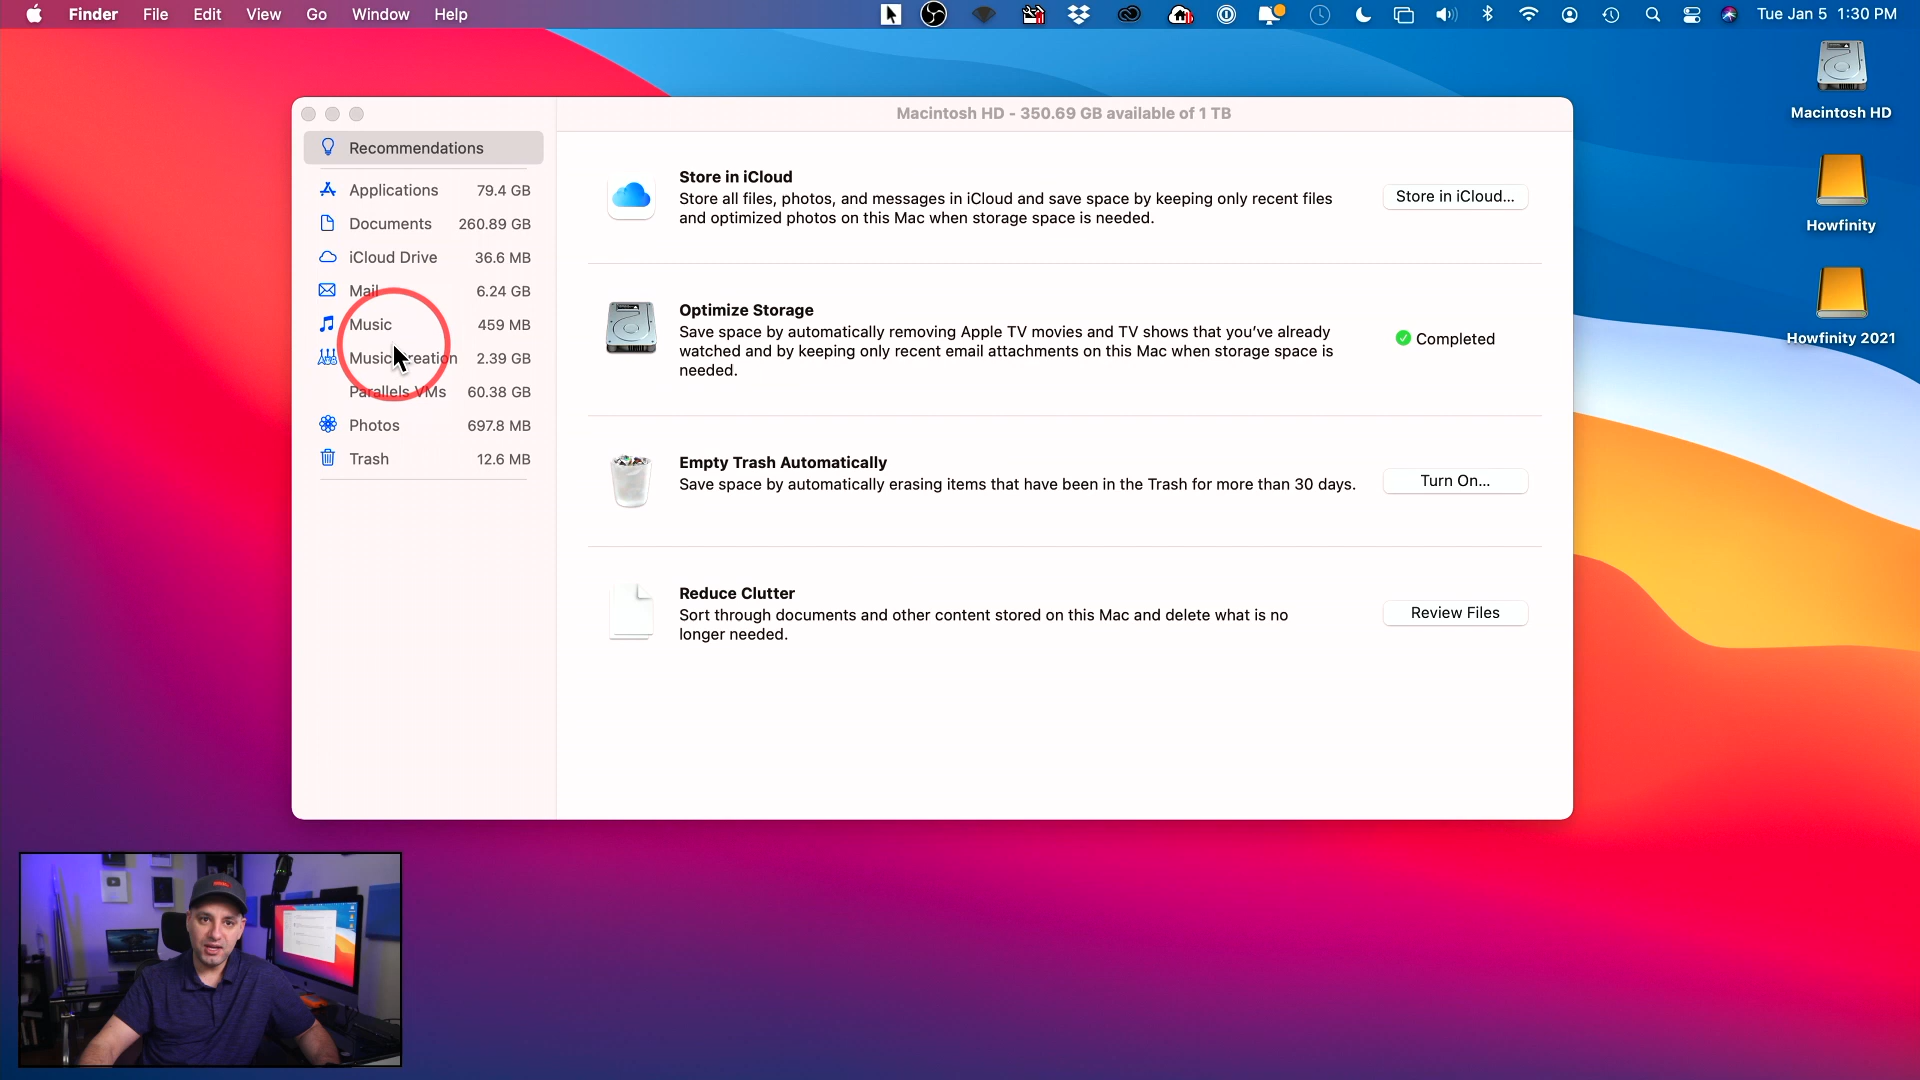 Finder File Edit View Go Window Help Tue Jan 5 1:30 PM
Macintosh HD
Howfinity
Howfinity 2021
Macintosh HD - 350.69 GB available of 1 TB
Recommendations
Applications 79.4 GB
Documents 260.89 GB
iCloud Drive 36.6 MB
Mail 6.24 GB
Music 459 MB
Music Creation 2.39 GB
Parallels VMs 60.38 GB
Photos 697.8 MB
Trash 12.6 MB
Store in iCloud
Store all files, photos, and messages in iCloud and save space by keeping only recent files
and optimized photos on this Mac when storage space is needed.
Store in iCloud...
Optimize Storage
Save space by automatically removing Apple TV movies and TV shows that you've already
watched and by keeping only recent email attachments on this Mac when storage space is
needed.
Completed
Empty Trash Automatically
Save space by automatically erasing items that have been in the Trash for more than 30 days.
Turn On...
Reduce Clutter
Sort through documents and other content stored on this Mac and delete what is no
longer needed.
Review Files